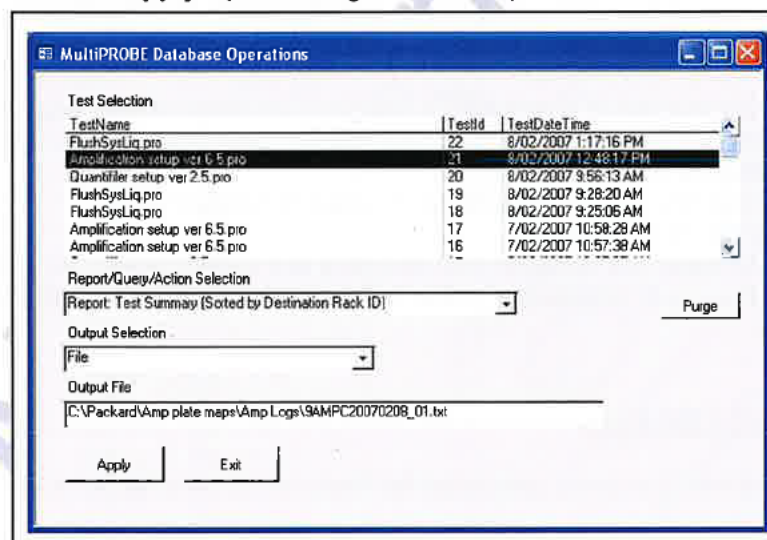 MultiPROBE Database Operations
Test Selection
TestName TestId TestDateTime
FlushSysLiq.pro 22 8/02/2007 1:17:16 PM
Amplification setup ver 6.5.pro 21 8/02/2007 12:48:17 PM
Quantifiler setup ver 2.5.pro 20 8/02/2007 9:56:13 AM
FlushSysLiq.pro 19 8/02/2007 9:28:20 AM
FlushSysLiq.pro 18 8/02/2007 9:25:06 AM
Amplification setup ver 6.5.pro 17 7/02/2007 10:58:28 AM
Amplification setup ver 6.5.pro 16 7/02/2007 10:57:38 AM
Report/Query/Action Selection
Report: Test Summary (Sorted by Destination Rack ID)
Purge
Output Selection
File
Output File
C:\Packard\Amp plate maps\Amp Logs\9AMPC20070208_01.txt
Apply Exit